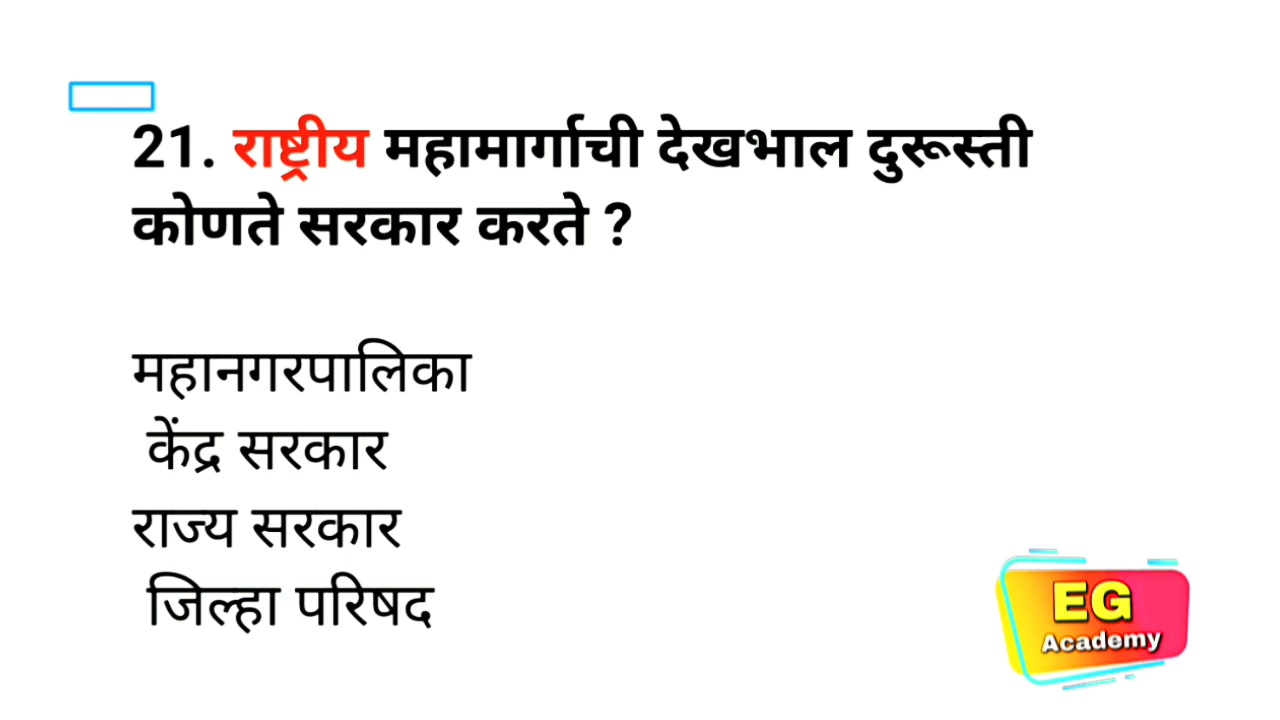 21. राष्ट्रीय महामार्गाची देखभाल दुरूस्ती
कोणते सरकार करते ?
महानगरपालिका
केंद्र सरकार
राज्य सरकार
जिल्हा परिषद
EG
Academy